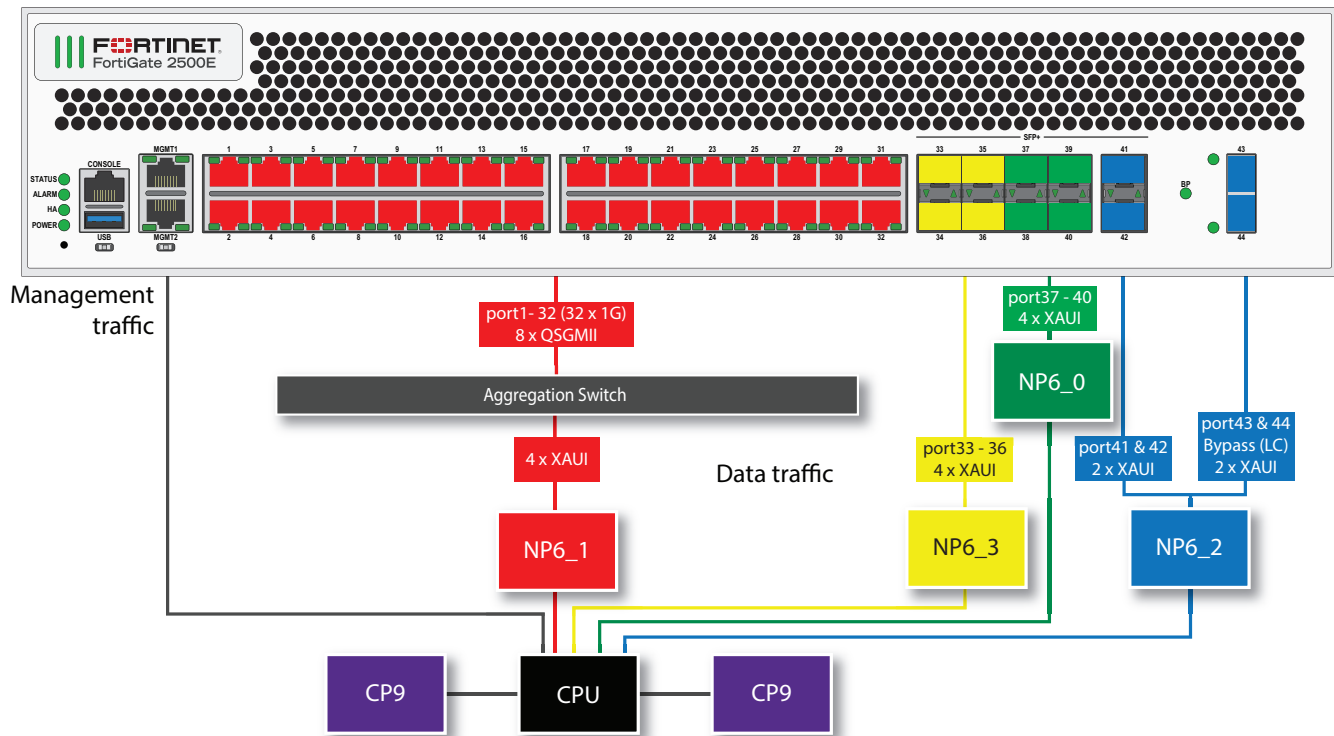 FORTINET
FortiGate 2500E
SFP+
CONSOLE
MGMT1
1 3 5 7 9 11 13 15
17 19 21 23 25 27 29 31
33 35 37 39 41
43
STATUS
ALARM
HA
POWER
BP
USB
MGMT2
2 4 6 8 10 12 14 16
18 20 22 24 26 28 30 32
34 36 38 40 42
44
Management
traffic
port1- 32 (32 x 1G)
8 x QSGMII
port37 - 40
4 x XAUI
Aggregation Switch
NP6_0
4 x XAUI
Data traffic
port33 - 36
4 x XAUI
port41 & 42
2 x XAUI
port43 & 44
Bypass (LC)
2 x XAUI
NP6_1
NP6_3
NP6_2
CP9
CPU
CP9